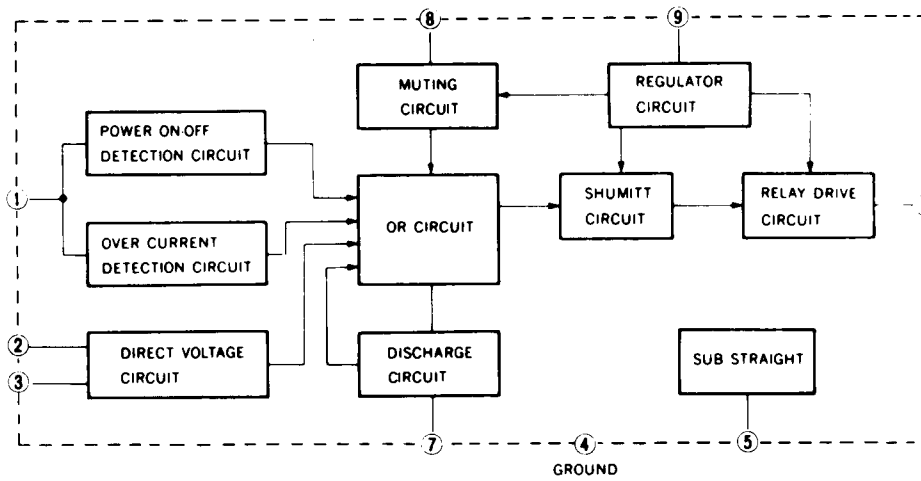 8
9
MUTING
CIRCUIT
REGULATOR
CIRCUIT
POWER ON·OFF
DETECTION CIRCUIT
1
OR CIRCUIT
SHUMITT
CIRCUIT
RELAY DRIVE
CIRCUIT
OVER CURRENT
DETECTION CIRCUIT
2
3
DIRECT VOLTAGE
CIRCUIT
DISCHARGE
CIRCUIT
SUB STRAIGHT
7
4
5
GROUND